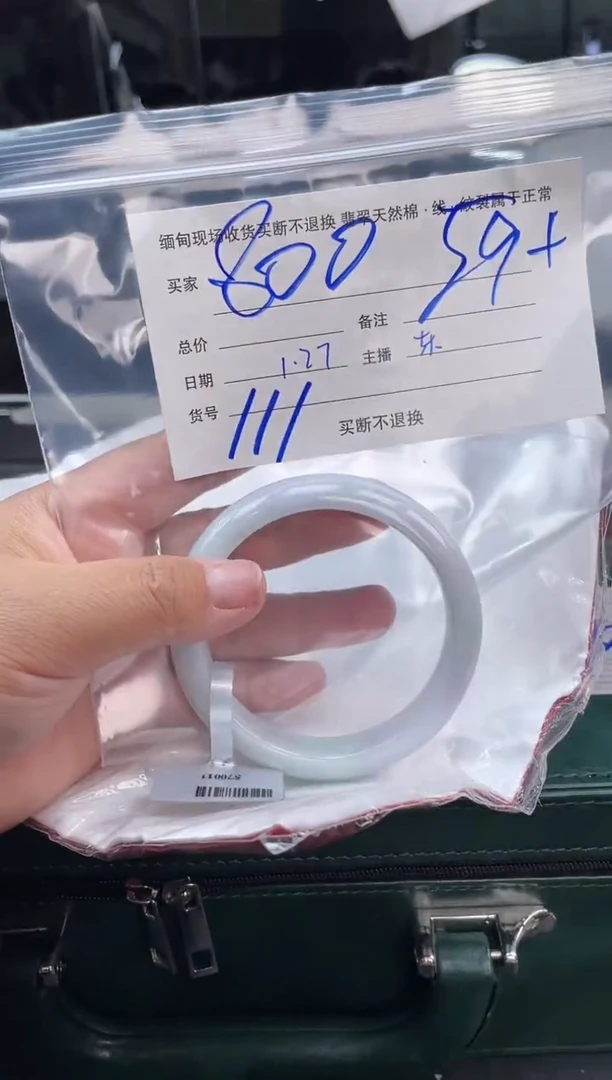 缅甸现场收货买断不退换 翡翠天然棉·线·纹裂属于正常
买家 800 59+
总价 备注
日期 1.27 主播 东
货号 111 买断不退换